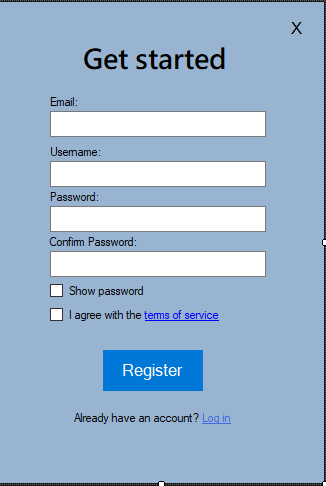 X
Get started
Email:
Username:
Password:
Confirm Password:
Show password
I agree with the terms of service
Register
Already have an account? Log in